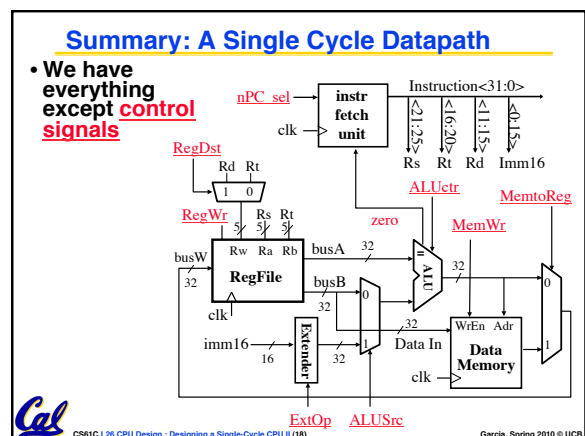 Summary: A Single Cycle Datapath
• We have
everything
except control
signals
nPC_sel
instr
fetch
unit
clk
Instruction<31:0>
<21:25>
<16:20>
<11:15>
<0:15>
Rs
Rt
Rd
Imm16
RegDst
Rd Rt
1 0
RegWr
Rs Rt
5 5 5
zero
ALUctr
MemWr
MemtoReg
busW
32
Rw Ra Rb
RegFile
clk
busA
32
busB
32
=
ALU
32
0
1
0
1
imm16
16
Extender
32
32
Data In
WrEn Adr
Data
Memory
clk
ExtOp
ALUSrc
Cal
CS61C L26 CPU Design : Designing a Single-Cycle CPU II (18)
Garcia, Spring 2010 © UCB